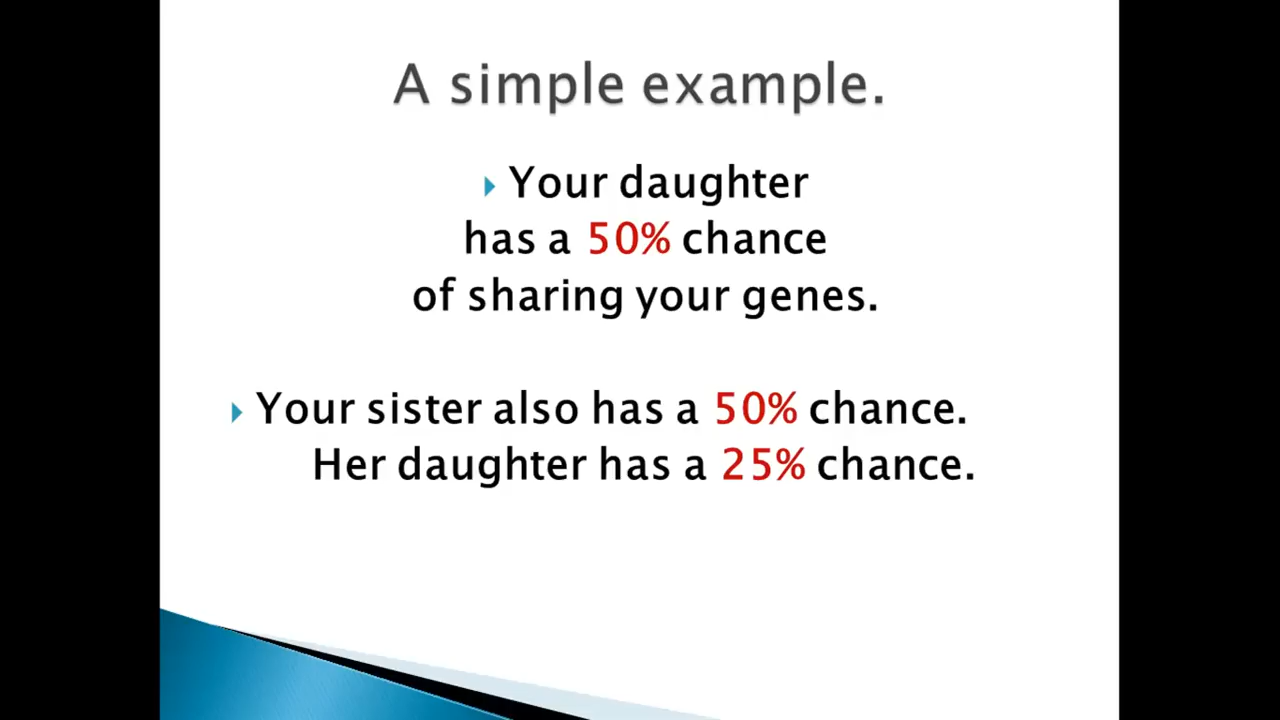 A simple example.
Your daughter
has a 50% chance
of sharing your genes.
Your sister also has a 50% chance.
Her daughter has a 25% chance.